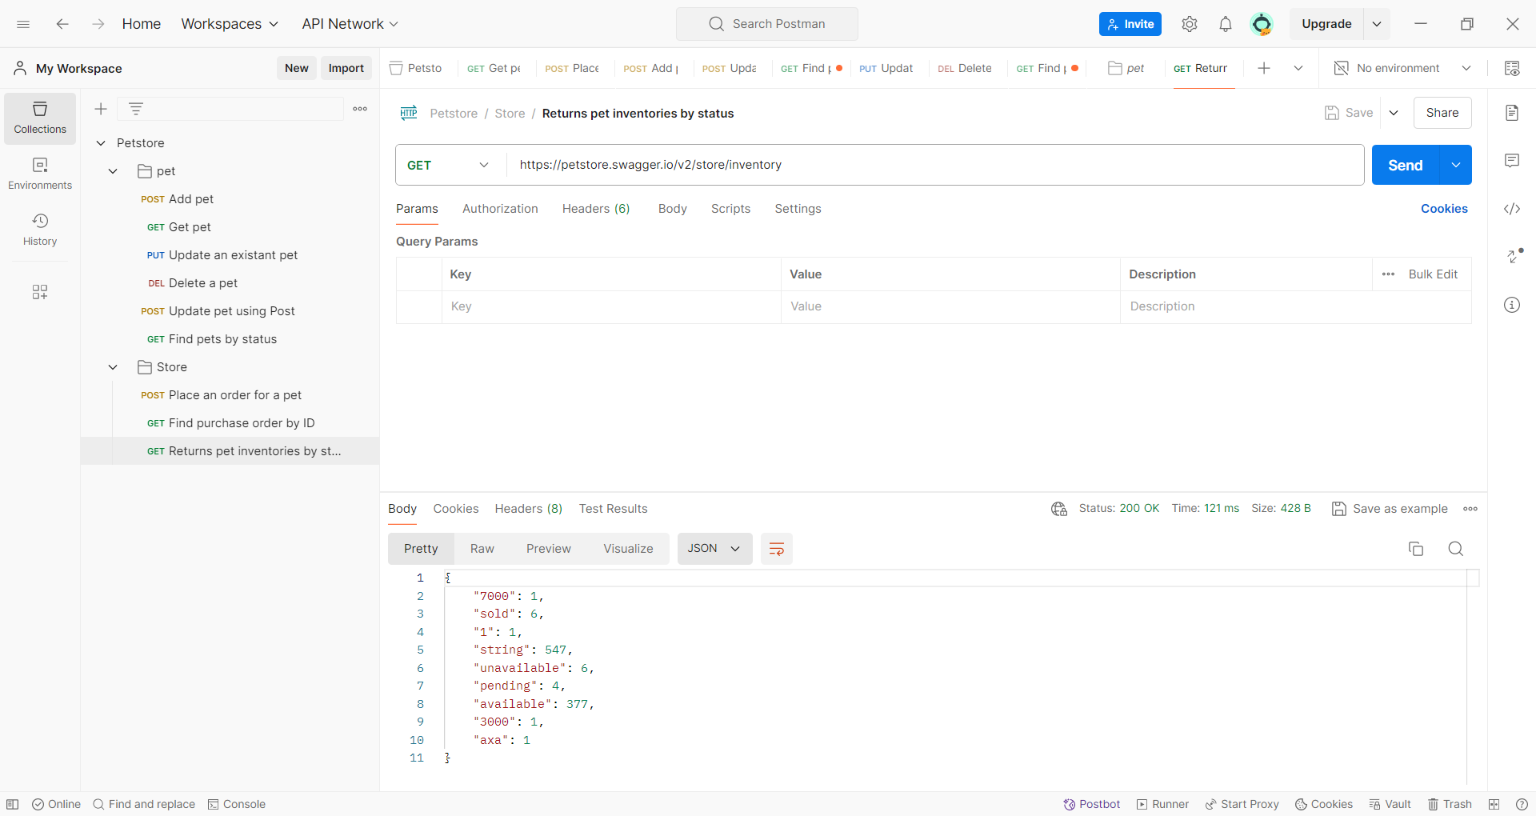 Home Workspaces API Network Search Postman Invite Upgrade
My Workspace New Import Petsto GET Get pe POST Place POST Add POST Upda GET Find PUT Updat DEL Delete GET Find pet GET Returr No environment
Collections
Petstore / Store / Returns pet inventories by status Save Share
Petstore
GET https://petstore.swagger.io/v2/store/inventory Send
pet
Environments
POST Add pet
Params Authorization Headers (6) Body Scripts Settings Cookies
GET Get pet
History
Query Params
PUT Update an existant pet
Key Value Description Bulk Edit
DEL Delete a pet
Key Value Description
POST Update pet using Post
GET Find pets by status
Store
POST Place an order for a pet
GET Find purchase order by ID
GET Returns pet inventories by st...
Body Cookies Headers (8) Test Results Status: 200 OK Time: 121 ms Size: 428 B Save as example
Pretty Raw Preview Visualize JSON
1 {
2 "7000": 1,
3 "sold": 6,
4 "1": 1,
5 "string": 547,
6 "unavailable": 6,
7 "pending": 4,
8 "available": 377,
9 "3000": 1,
10 "axa": 1
11 }
Online Find and replace Console Postbot Runner Start Proxy Cookies Vault Trash